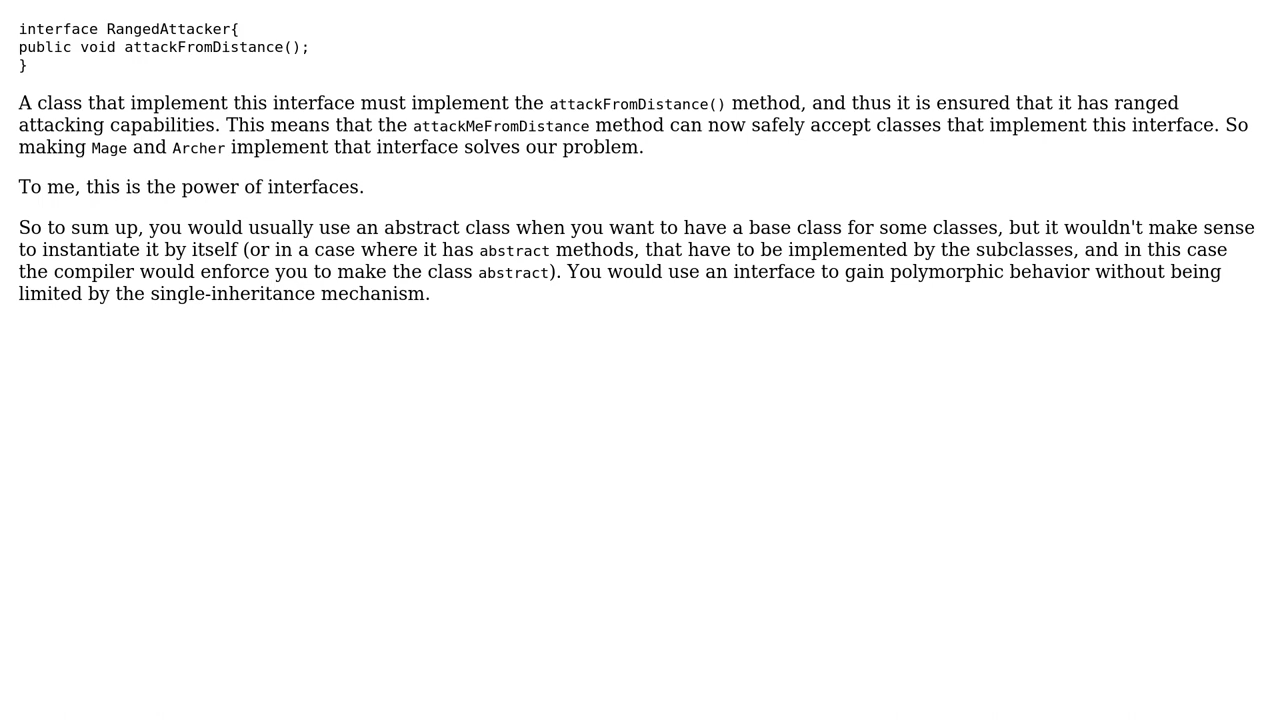 interface RangedAttacker{
public void attackFromDistance();
}
A class that implement this interface must implement the attackFromDistance() method, and thus it is ensured that it has ranged
attacking capabilities. This means that the attackMeFromDistance method can now safely accept classes that implement this interface. So
making Mage and Archer implement that interface solves our problem.
To me, this is the power of interfaces.
So to sum up, you would usually use an abstract class when you want to have a base class for some classes, but it wouldn't make sense
to instantiate it by itself (or in a case where it has abstract methods, that have to be implemented by the subclasses, and in this case
the compiler would enforce you to make the class abstract). You would use an interface to gain polymorphic behavior without being
limited by the single-inheritance mechanism.